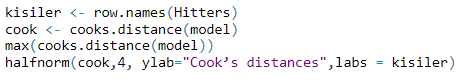 kisiler <- row.names(Hitters)
cook <- cooks.distance(model)
max(cooks.distance(model))
halfnorm(cook,4, ylab="Cook’s distances",labs = kisiler)